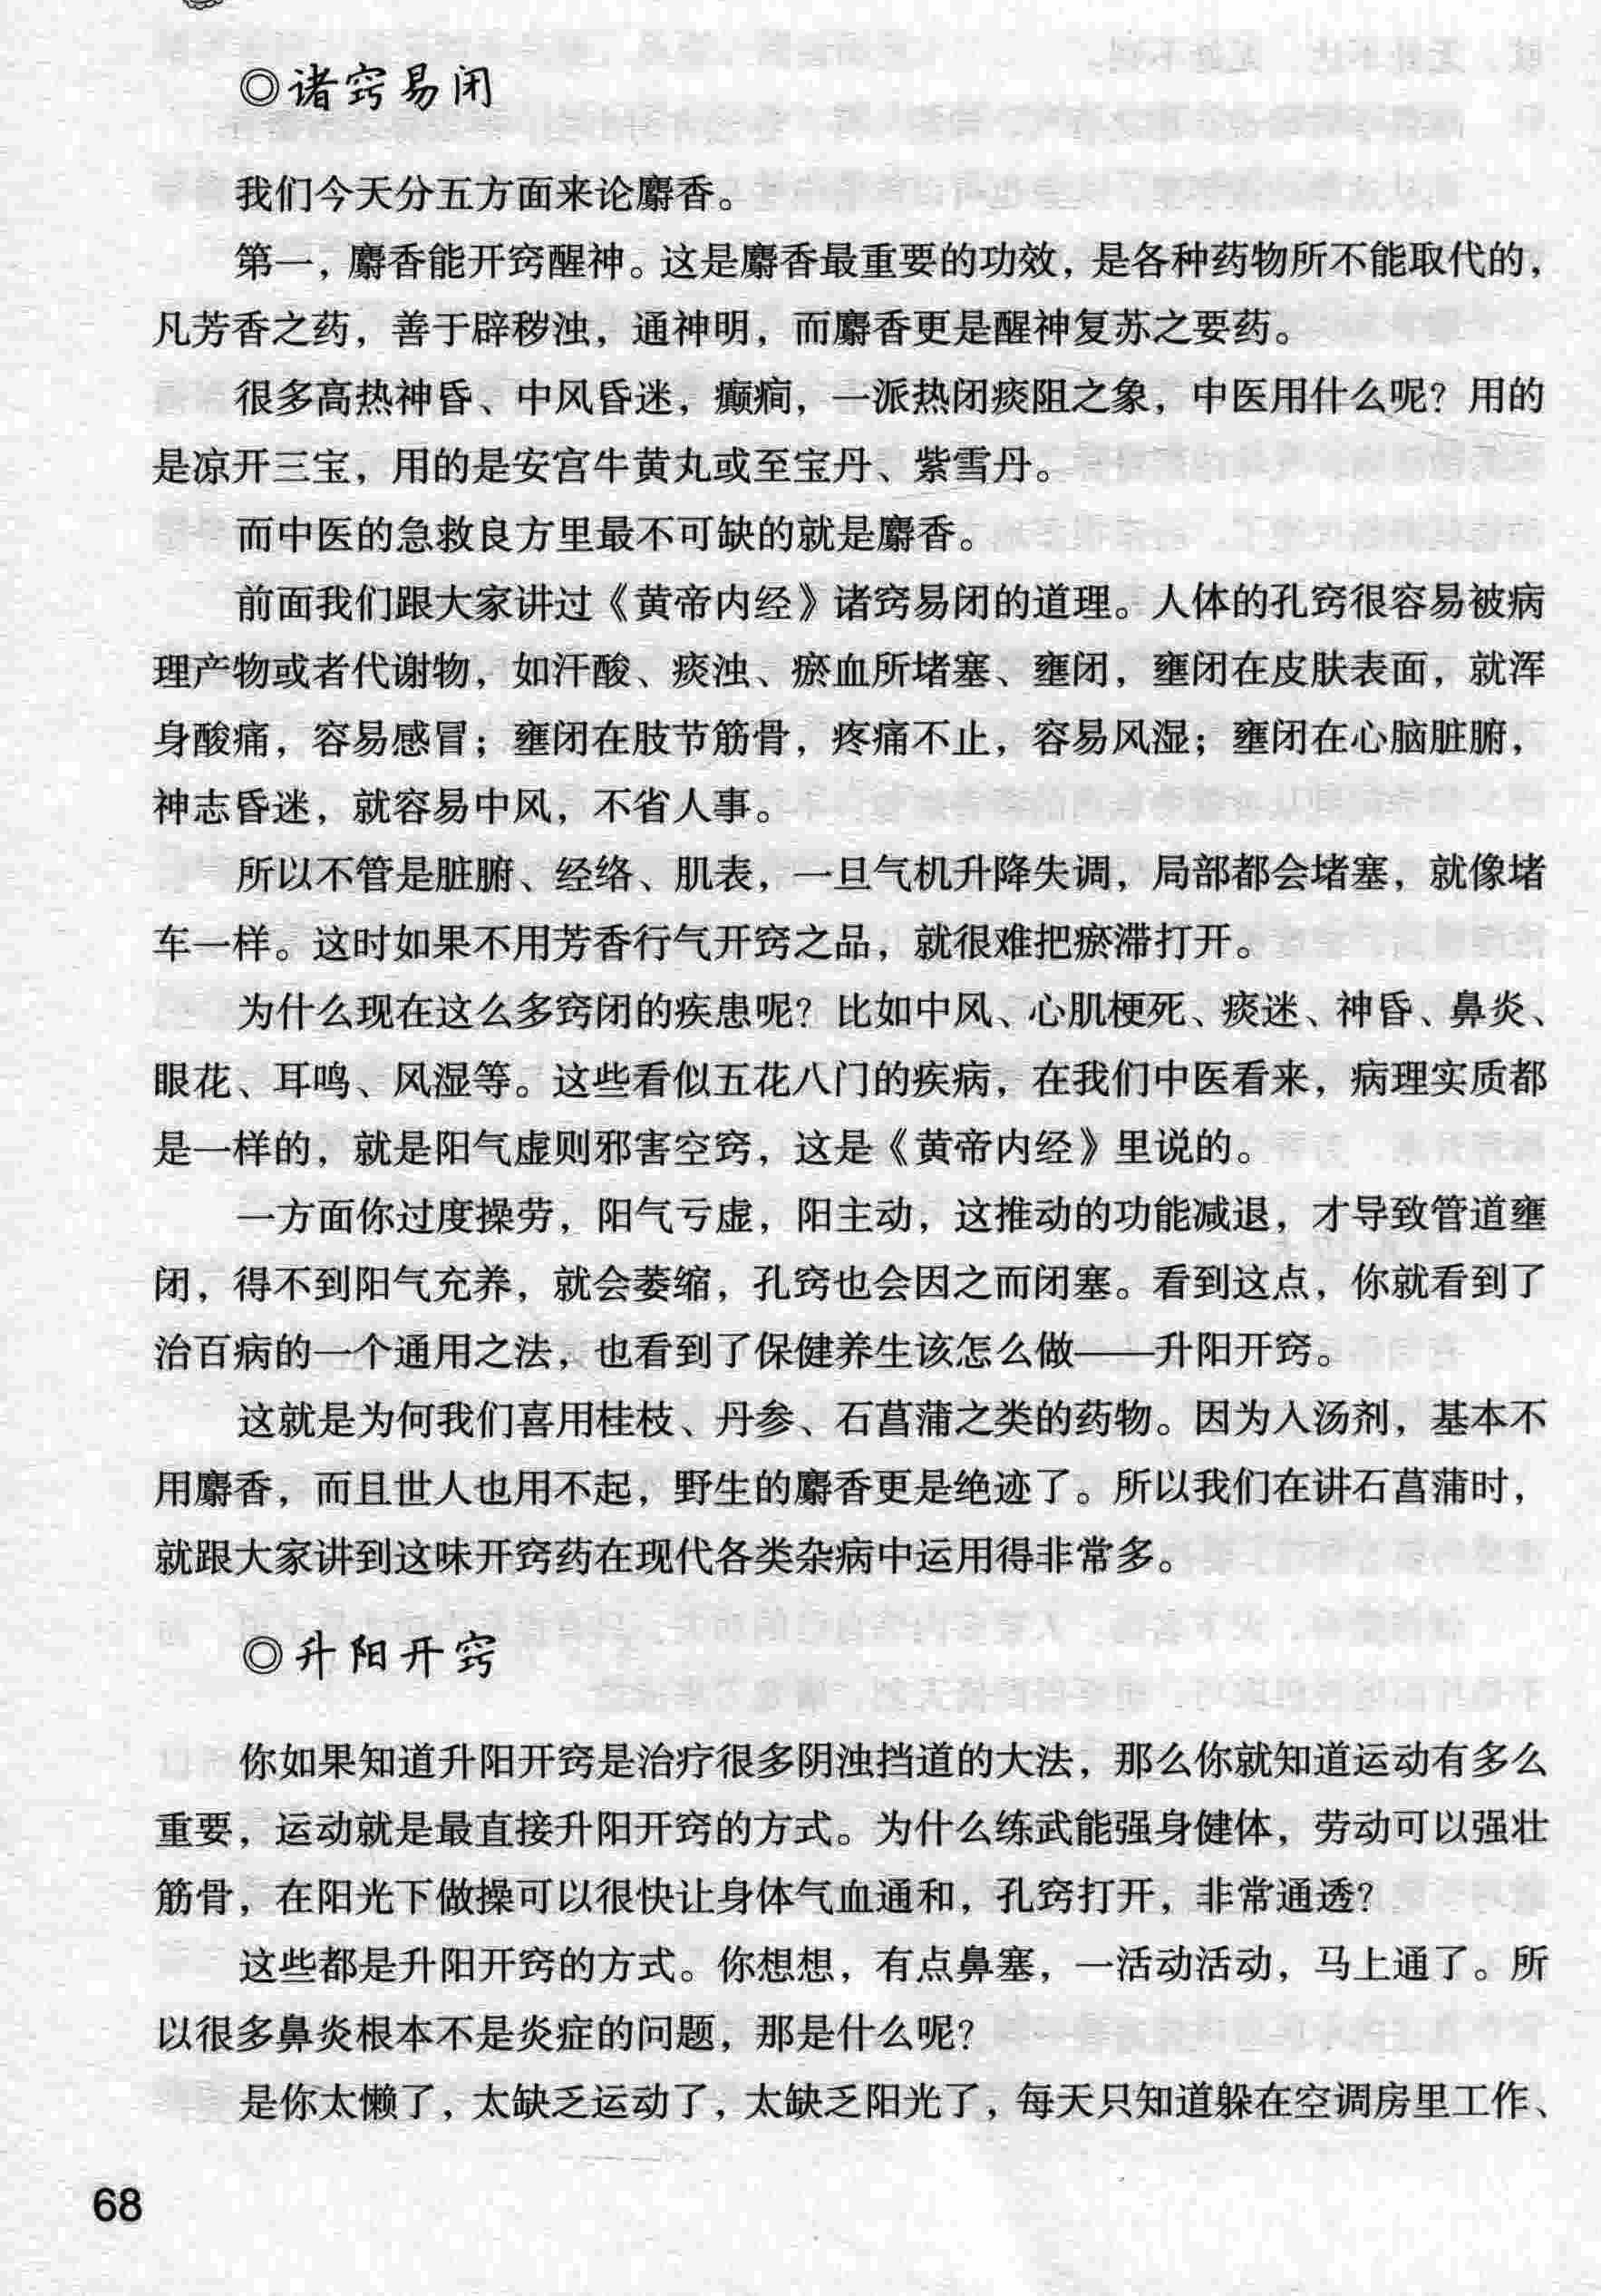 ◎诸窍易闭
我们今天分五方面来论麝香。
第一，麝香能开窍醒神。这是麝香最重要的功效，是各种药物所不能取代的，
凡芳香之药，善于辟秽浊，通神明，而麝香更是醒神复苏之要药。
很多高热神昏、中风昏迷，癫痫，一派热闭痰阻之象，中医用什么呢？用的
是凉开三宝，用的是安宫牛黄丸或至宝丹、紫雪丹。
而中医的急救良方里最不可缺的就是麝香。
前面我们跟大家讲过《黄帝内经》诸窍易闭的道理。人体的孔窍很容易被病
理产物或者代谢物，如汗酸、痰浊、瘀血所堵塞、壅闭，壅闭在皮肤表面，就浑
身酸痛，容易感冒；壅闭在肢节筋骨，疼痛不止，容易风湿；壅闭在心脑脏腑，
神志昏迷，就容易中风，不省人事。
所以不管是脏腑、经络、肌表，一旦气机升降失调，局部都会堵塞，就像堵
车一样。这时如果不用芳香行气开窍之品，就很难把瘀滞打开。
为什么现在这么多窍闭的疾患呢？比如中风、心肌梗死、痰迷、神昏、鼻炎、
眼花、耳鸣、风湿等。这些看似五花八门的疾病，在我们中医看来，病理实质都
是一样的，就是阳气虚则邪害空窍，这是《黄帝内经》里说的。
一方面你过度操劳，阳气亏虚，阳主动，这推动的功能减退，才导致管道壅
闭，得不到阳气充养，就会萎缩，孔窍也会因之而闭塞。看到这点，你就看到了
治百病的一个通用之法，也看到了保健养生该怎么做——升阳开窍。
这就是为何我们喜用桂枝、丹参、石菖蒲之类的药物。因为入汤剂，基本不
用麝香，而且世人也用不起，野生的麝香更是绝迹了。所以我们在讲石菖蒲时，
就跟大家讲到这味开窍药在现代各类杂病中运用得非常多。
◎升阳开窍
你如果知道升阳开窍是治疗很多阴浊挡道的大法，那么你就知道运动有多么
重要，运动就是最直接升阳开窍的方式。为什么练武能强身健体，劳动可以强壮
筋骨，在阳光下做操可以很快让身体气血通和，孔窍打开，非常通透？
这些都是升阳开窍的方式。你想想，有点鼻塞，一活动活动，马上通了。所
以很多鼻炎根本不是炎症的问题，那是什么呢？
是你太懒了，太缺乏运动了，太缺乏阳光了，每天只知道躲在空调房里工作、
68